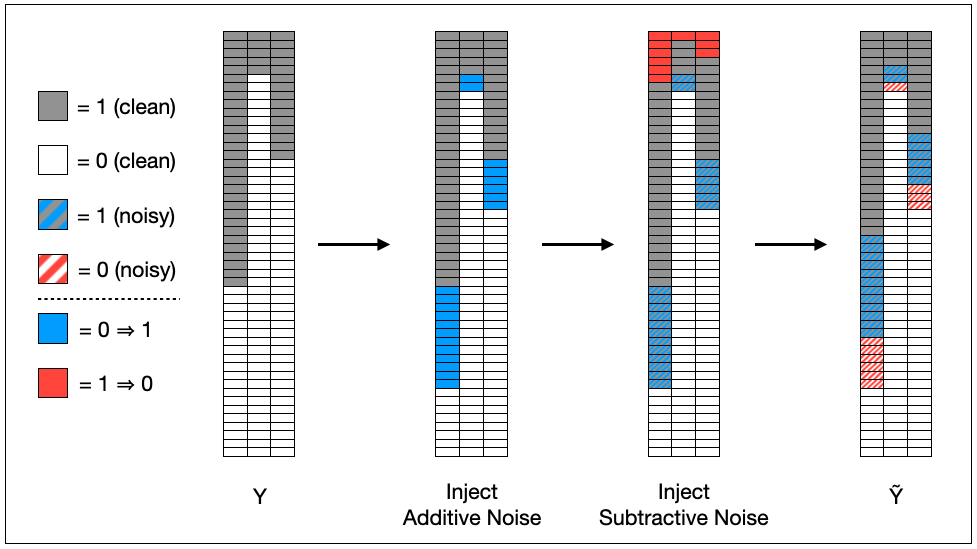 = 1 (clean)
= 0 (clean)
= 1 (noisy)
= 0 (noisy)
= 0 ⇒ 1
= 1 ⇒ 0
Y
Inject
Additive Noise
Inject
Subtractive Noise
Ỹ